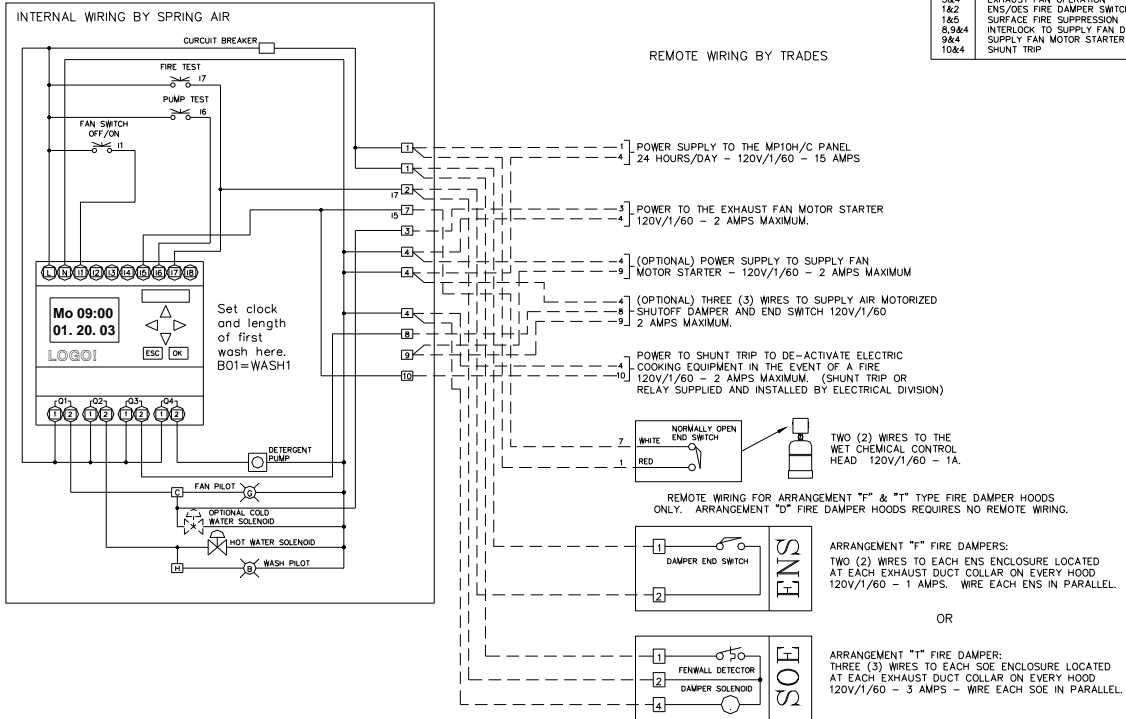 INTERNAL WIRING BY SPRING AIR
CURCUIT BREAKER
FIRE TEST
I7
PUMP TEST
I6
FAN SWITCH
OFF/ON
I1
L N I1 I2 I3 I4 I5 I6 I7 I8
Mo 09:00
01. 20. 03
LOGO!
ESC OK
Set clock
and length
of first
wash here.
B01=WASH1
Q1 Q2 Q3 Q4
1 2 1 2 1 2 1 2
DETERGENT
PUMP
C FAN PILOT G
OPTIONAL COLD
WATER SOLENOID
HOT WATER SOLENOID
H WASH PILOT B
1
1
2
I7
7
I5
3
4
4
4
8
9
10
REMOTE WIRING BY TRADES
EXHAUST FAN OPERATION
1&2 ENS/OES FIRE DAMPER SWITCH
1&5 SURFACE FIRE SUPPRESSION
8,9&4 INTERLOCK TO SUPPLY FAN D
9&4 SUPPLY FAN MOTOR STARTER
10&4 SHUNT TRIP
1 POWER SUPPLY TO THE MP10H/C PANEL
4 24 HOURS/DAY – 120V/1/60 – 15 AMPS
3 POWER TO THE EXHAUST FAN MOTOR STARTER
4 120V/1/60 – 2 AMPS MAXIMUM.
4 (OPTIONAL) POWER SUPPLY TO SUPPLY FAN
9 MOTOR STARTER – 120V/1/60 – 2 AMPS MAXIMUM
4 (OPTIONAL) THREE (3) WIRES TO SUPPLY AIR MOTORIZED
8 SHUTOFF DAMPER AND END SWITCH 120V/1/60
9 2 AMPS MAXIMUM.
POWER TO SHUNT TRIP TO DE–ACTIVATE ELECTRIC
4 COOKING EQUIPMENT IN THE EVENT OF A FIRE
10 120V/1/60 – 2 AMPS MAXIMUM. (SHUNT TRIP OR
RELAY SUPPLIED AND INSTALLED BY ELECTRICAL DIVISION)
NORMALLY OPEN
END SWITCH
7 WHITE
1 RED
TWO (2) WIRES TO THE
WET CHEMICAL CONTROL
HEAD 120V/1/60 – 1A.
REMOTE WIRING FOR ARRANGEMENT "F" & "T" TYPE FIRE DAMPER HOODS
ONLY. ARRANGEMENT "D" FIRE DAMPER HOODS REQUIRES NO REMOTE WIRING.
1
DAMPER END SWITCH
2
ENS
ARRANGEMENT "F" FIRE DAMPERS:
TWO (2) WIRES TO EACH ENS ENCLOSURE LOCATED
AT EACH EXHAUST DUCT COLLAR ON EVERY HOOD
120V/1/60 – 1 AMPS. WIRE EACH ENS IN PARALLEL.
OR
1
FENWALL DETECTOR
2
DAMPER SOLENOID
4
SOE
ARRANGEMENT "T" FIRE DAMPER:
THREE (3) WIRES TO EACH SOE ENCLOSURE LOCATED
AT EACH EXHAUST DUCT COLLAR ON EVERY HOOD
120V/1/60 – 3 AMPS – WIRE EACH SOE IN PARALLEL.